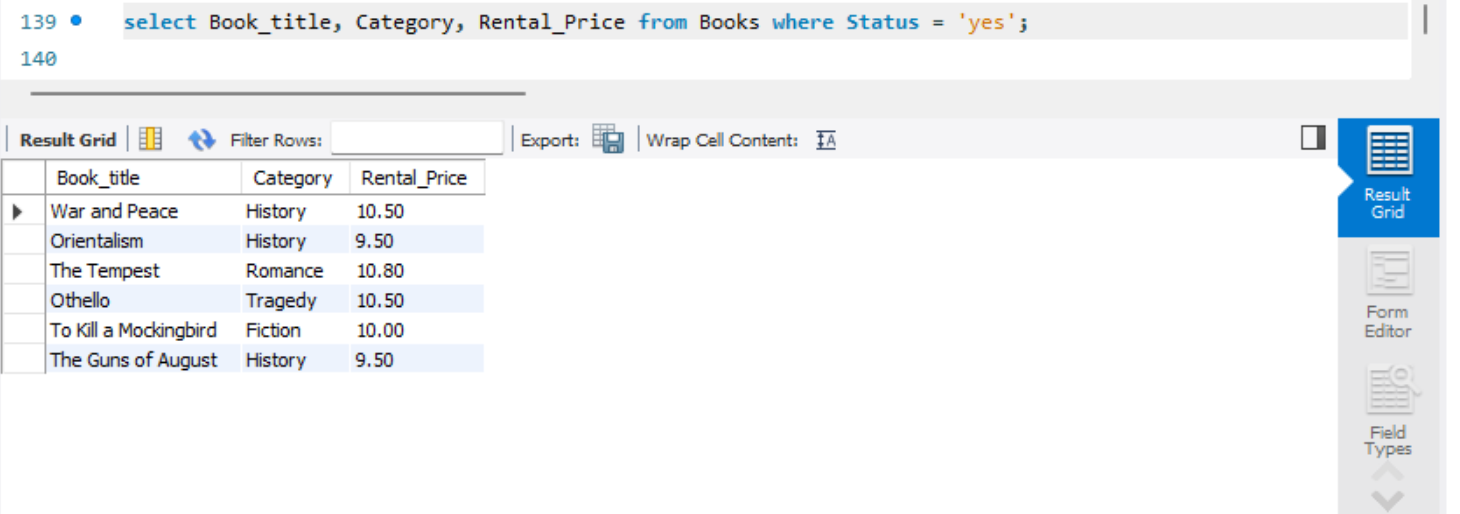 139 select Book_title, Category, Rental_Price from Books where Status = 'yes';
140
Result Grid Filter Rows: Export: Wrap Cell Content: IA
Book_title Category Rental_Price
War and Peace History 10.50
Orientalism History 9.50
The Tempest Romance 10.80
Othello Tragedy 10.50
To Kill a Mockingbird Fiction 10.00
The Guns of August History 9.50
Result
Grid
Form
Editor
Field
Types